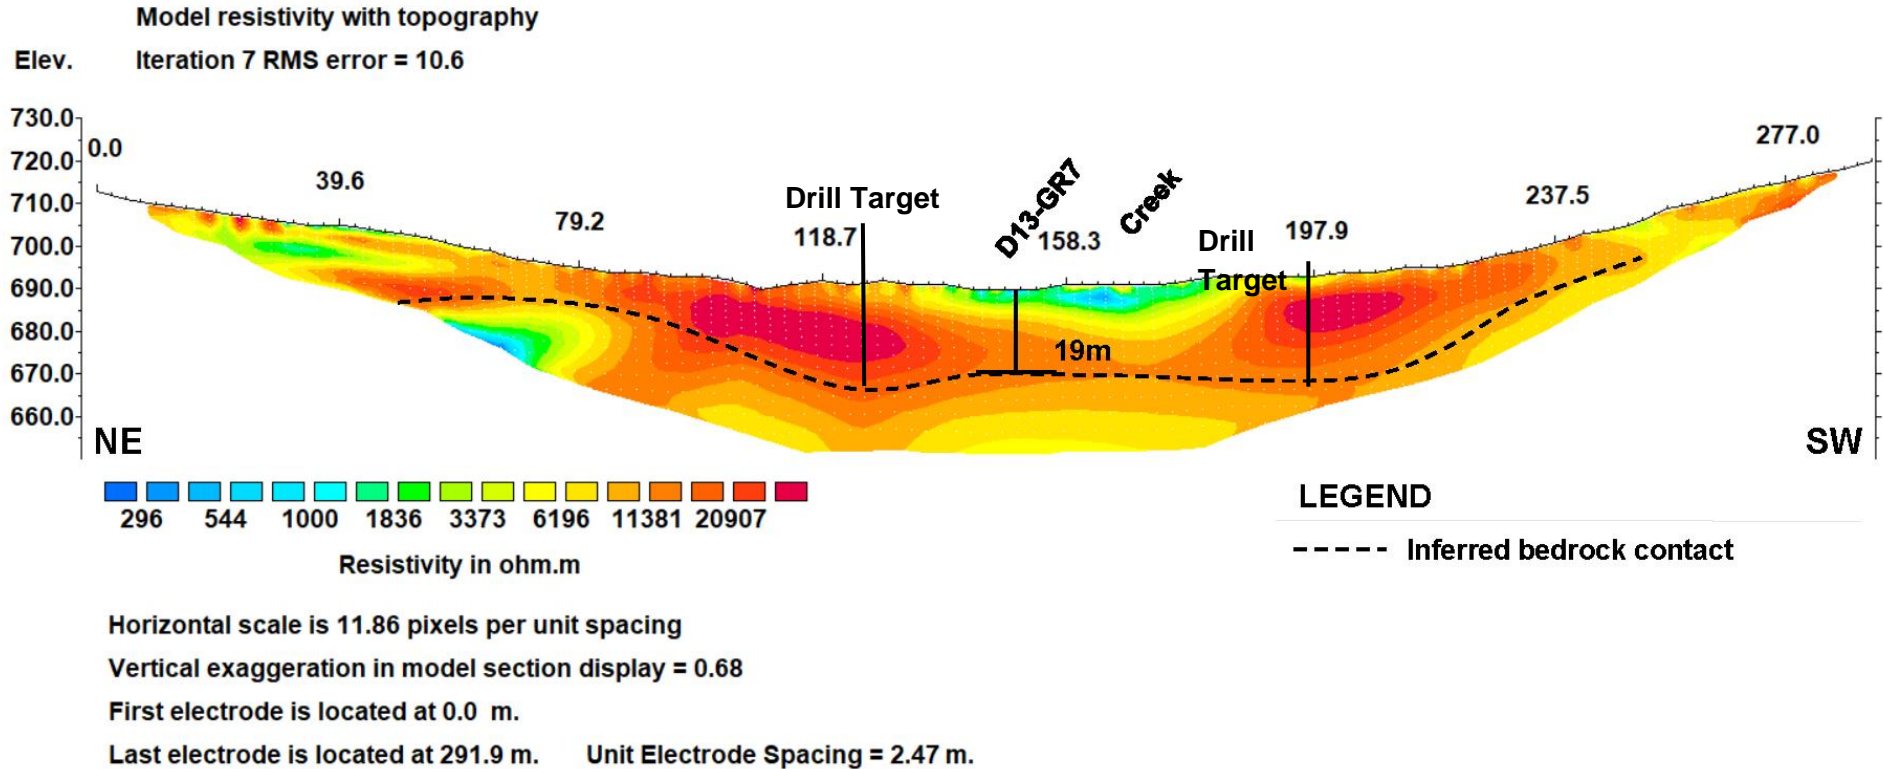 Model resistivity with topography
Elev.
Iteration 7 RMS error = 10.6
730.0
720.0
710.0
700.0
690.0
680.0
670.0
660.0
0.0
39.6
79.2
Drill Target
118.7
D13-GR7
158.3
Creek
Drill
Target
197.9
237.5
277.0
19m
NE
SW
296 544 1000 1836 3373 6196 11381 20907
Resistivity in ohm.m
LEGEND
Inferred bedrock contact
Horizontal scale is 11.86 pixels per unit spacing
Vertical exaggeration in model section display = 0.68
First electrode is located at 0.0 m.
Last electrode is located at 291.9 m. Unit Electrode Spacing = 2.47 m.